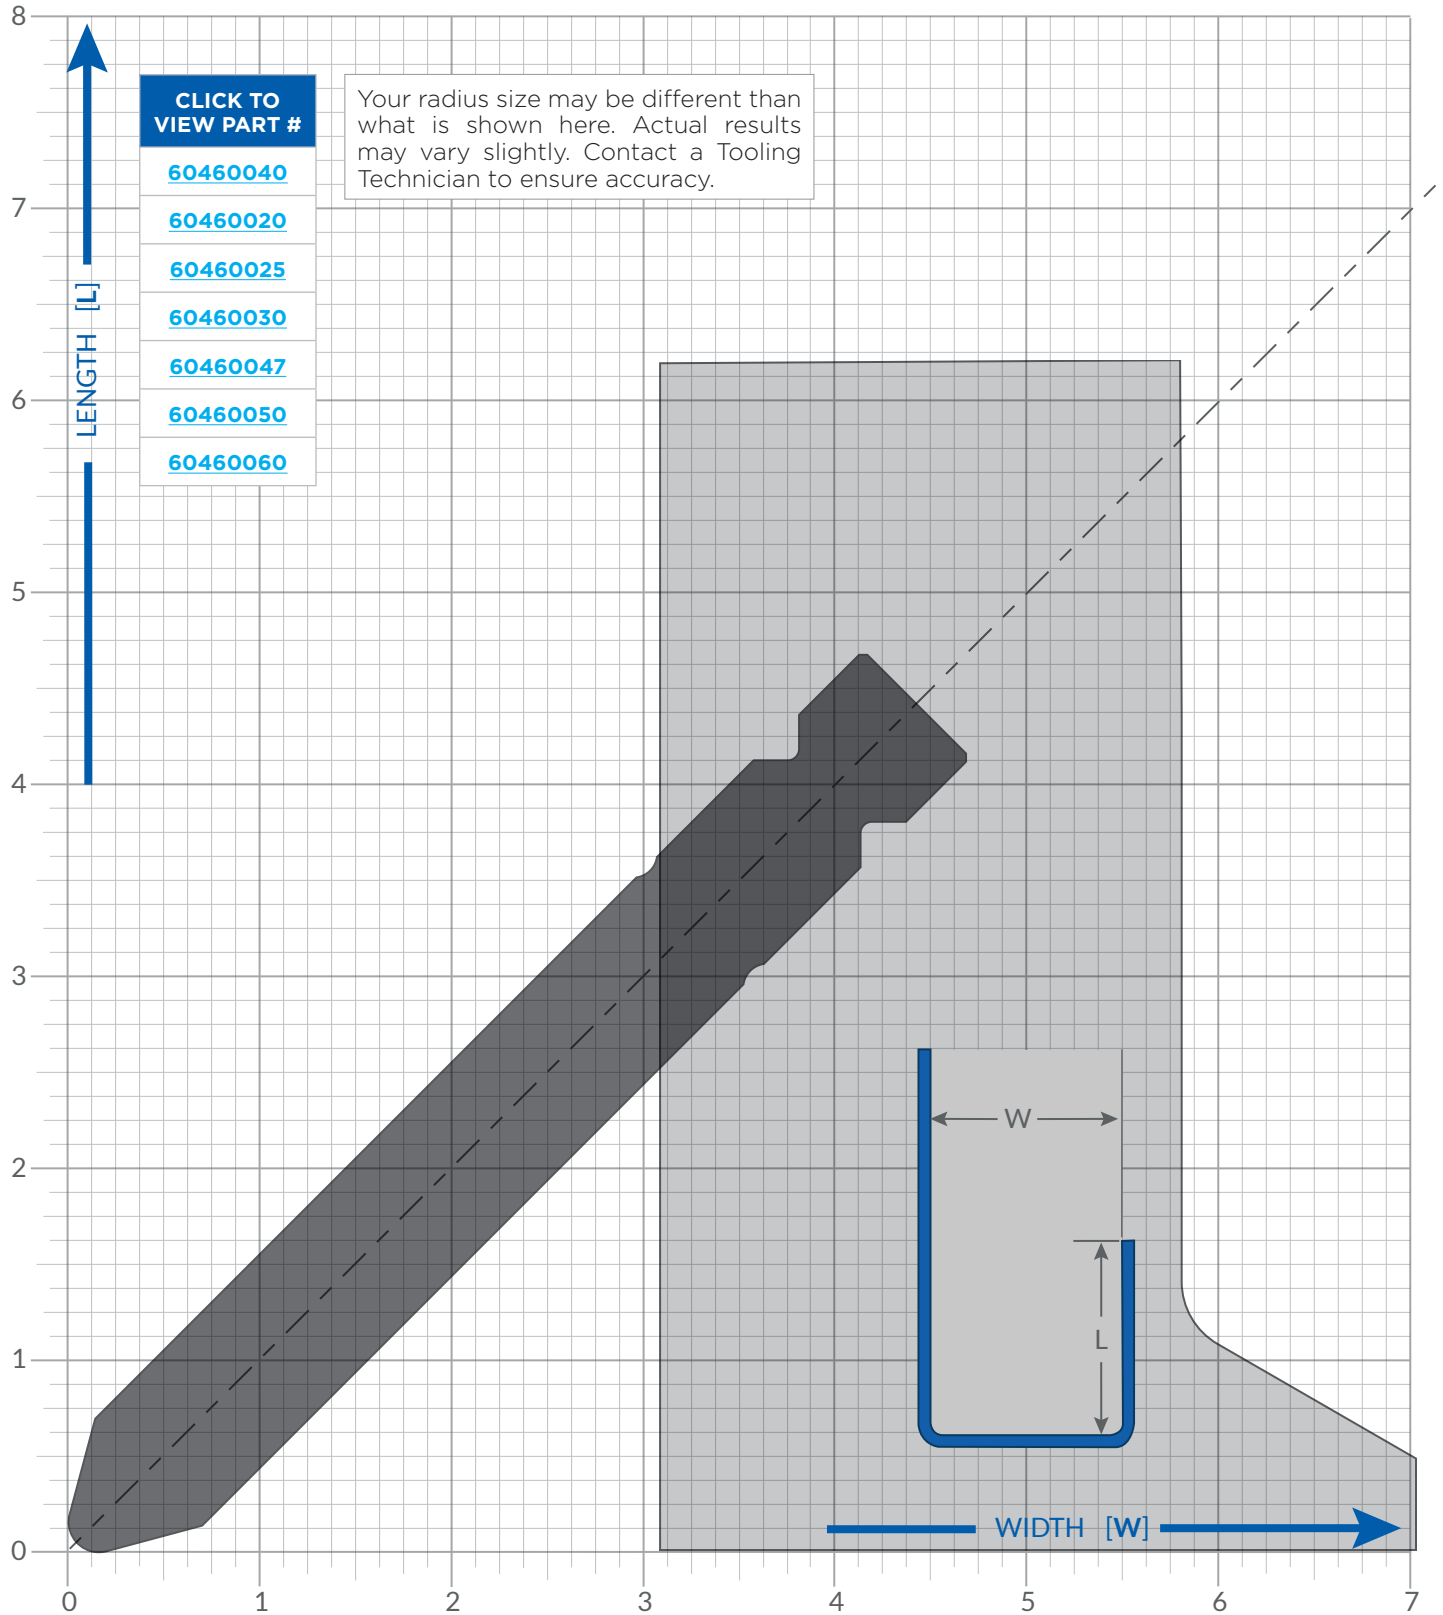 8
7
6
5
4
3
2
1
0
LENGTH [L]
CLICK TO
VIEW PART #
60460040
60460020
60460025
60460030
60460047
60460050
60460060
Your radius size may be different than
what is shown here. Actual results
may vary slightly. Contact a Tooling
Technician to ensure accuracy.
W
L
WIDTH [W]
0 1 2 3 4 5 6 7